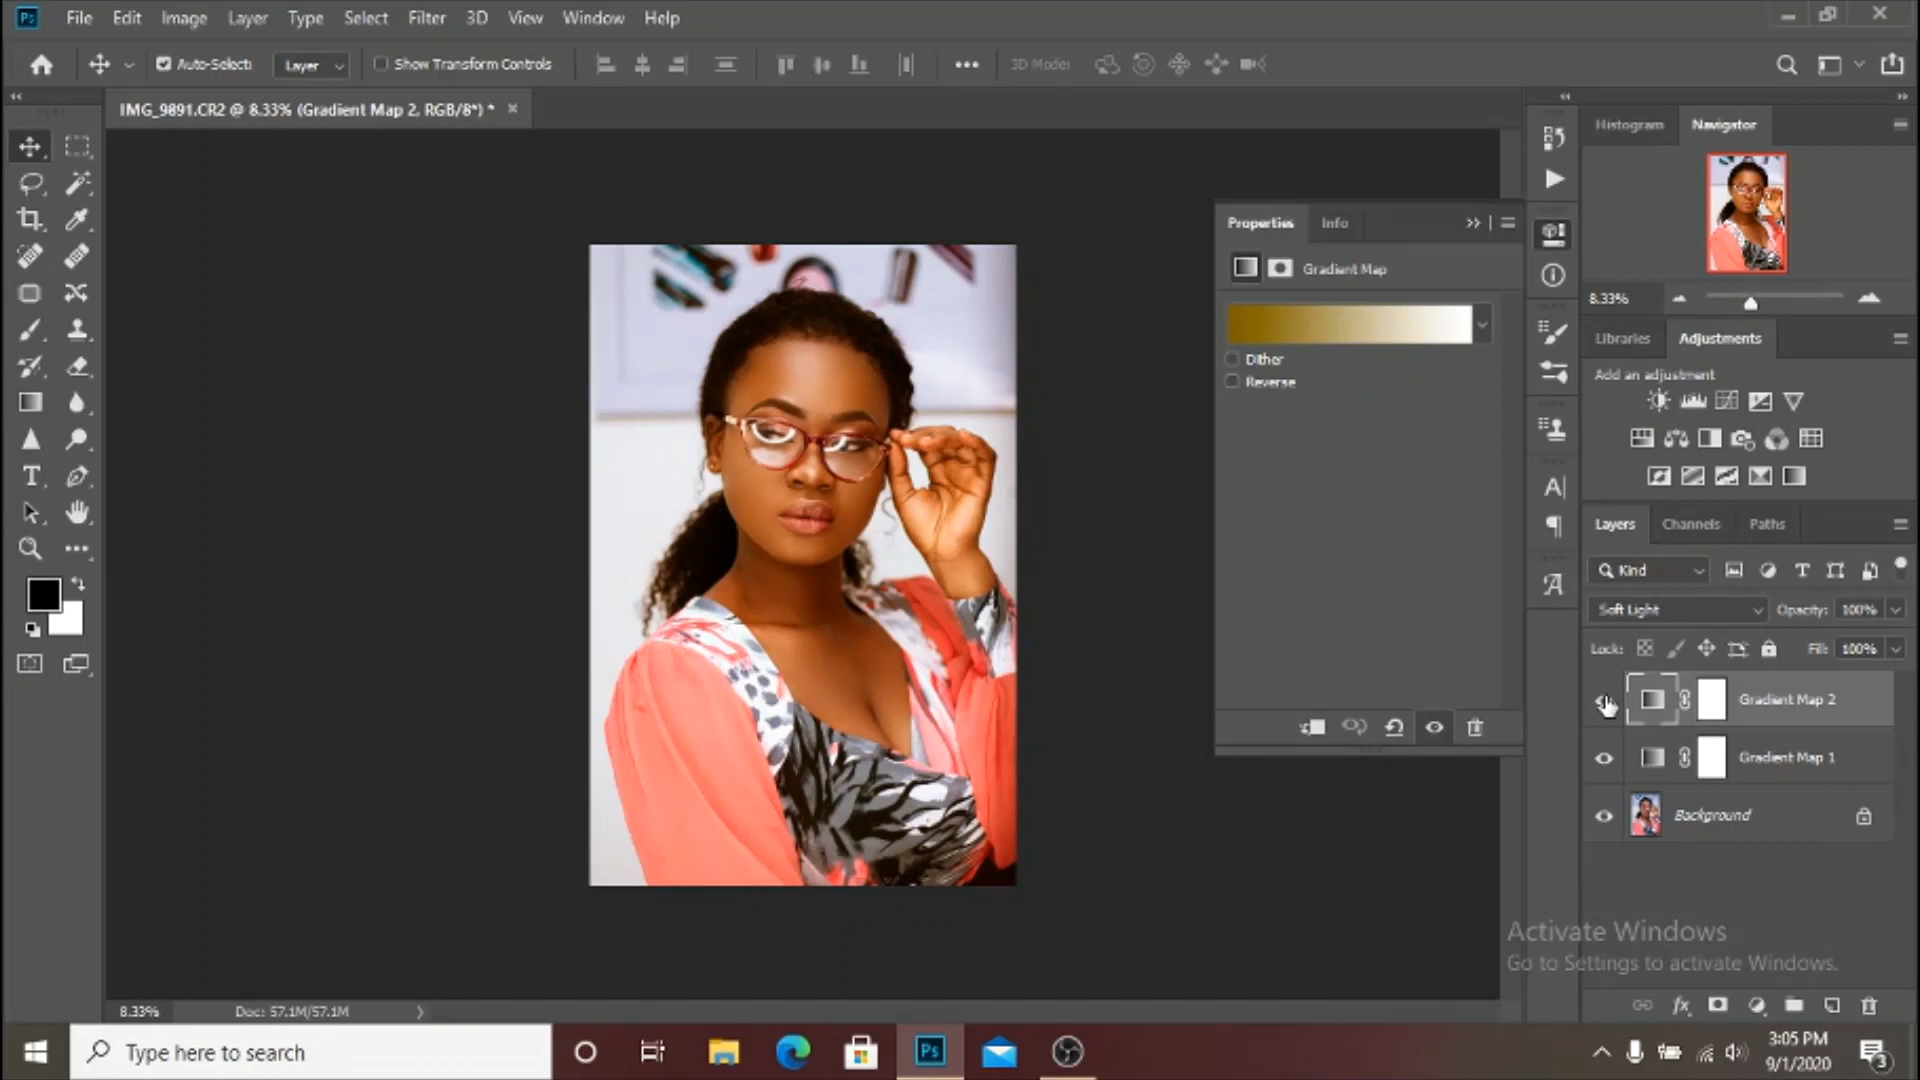 Ps File Edit Image Layer Type Select Filter 3D View Window Help
Auto-Select: Layer Show Transform Controls 3D Mode:
IMG_9891.CR2 @ 8.33% (Gradient Map 2, RGB/8*) *
Histogram Navigator
Properties Info
Gradient Map
8.33%
Dither
Reverse
Libraries Adjustments
Add an adjustment
Layers Channels Paths
Kind
Soft Light Opacity: 100%
Lock: Fill: 100%
Gradient Map 2
Gradient Map 1
Background
Activate Windows
Go to Settings to activate Windows.
8.33% Doc: 57.1M/57.1M
Type here to search
Ps
3:05 PM
9/1/2020
3